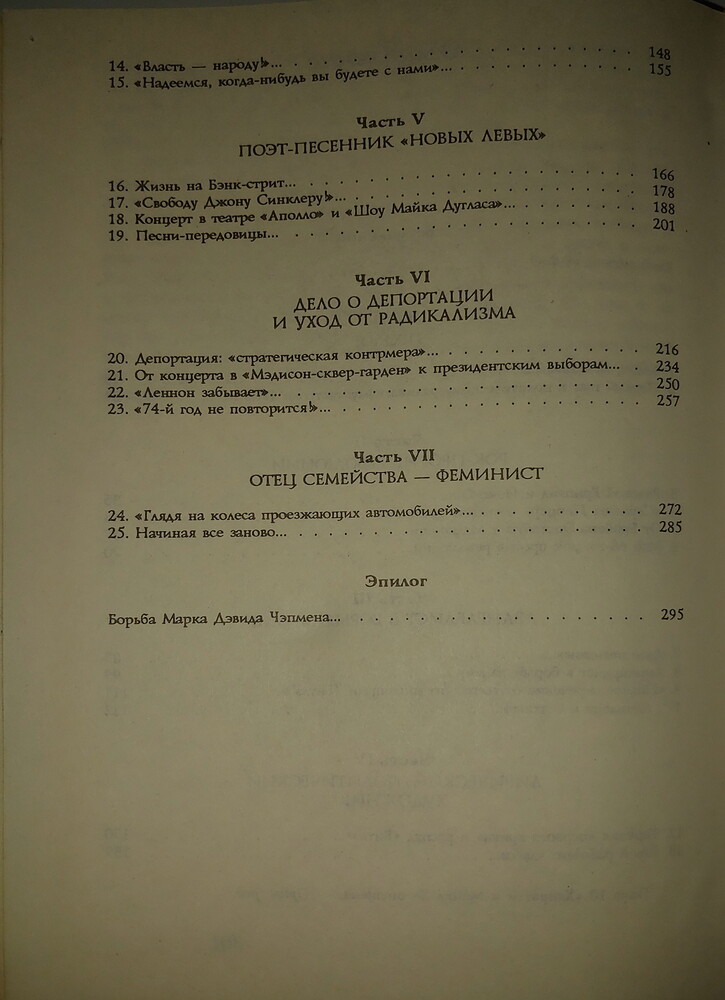 14. «Власть — народу!»... 148
15. «Надеемся, когда-нибудь вы будете с нами»... 155
Часть V
ПОЭТ-ПЕСЕННИК «НОВЫХ ЛЕВЫХ»
16. Жизнь на Бэнк-стрит... 166
17. «Свободу Джону Синклеру!»... 178
18. Концерт в театре «Аполло» и «Шоу Майка Дугласа»... 188
19. Песни-передовицы... 201
Часть VI
ДЕЛО О ДЕПОРТАЦИИ
И УХОД ОТ РАДИКАЛИЗМА
20. Депортация: «стратегическая контрмера»... 216
21. От концерта в «Мэдисон-сквер-гарден» к президентским выборам... 234
22. «Леннон забывает»... 250
23. «74-й год не повторится!»... 257
Часть VII
ОТЕЦ СЕМЕЙСТВА — ФЕМИНИСТ
24. «Глядя на колеса проезжающих автомобилей»... 272
25. Начиная все заново... 285
Эпилог
Борьба Марка Дэвида Чэпмена... 295